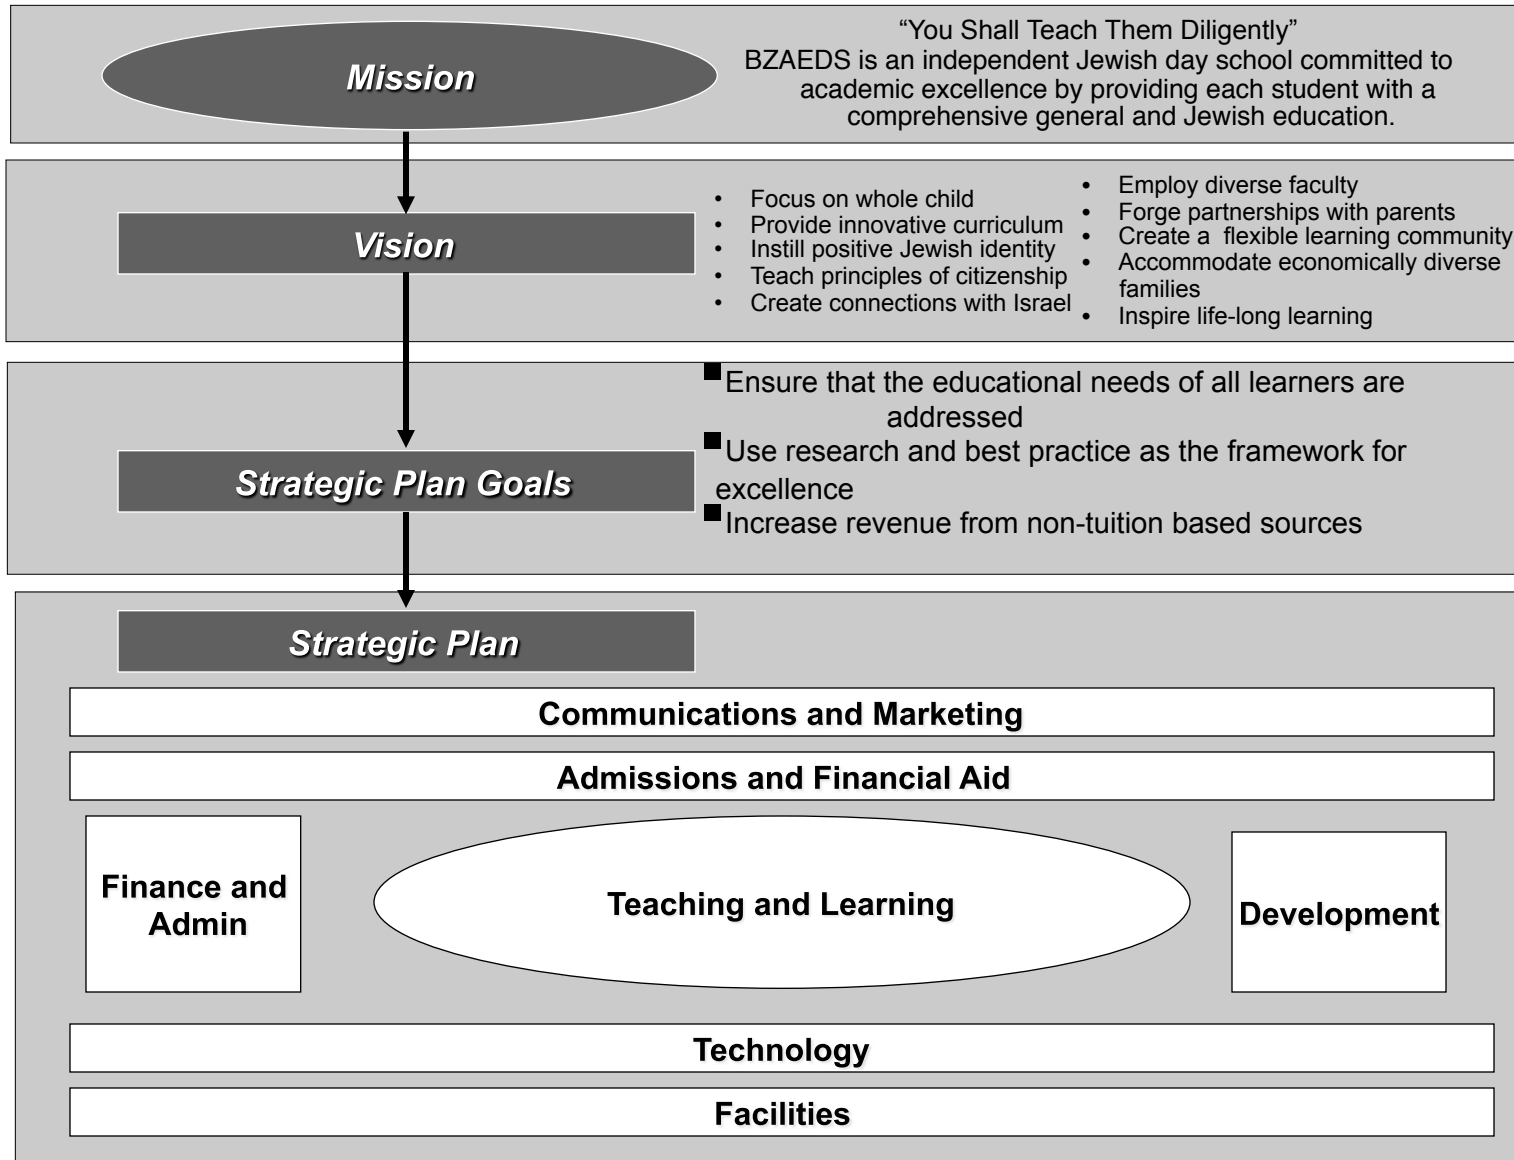 Mission
“You Shall Teach Them Diligently”
BZAEDS is an independent Jewish day school committed to
academic excellence by providing each student with a
comprehensive general and Jewish education.
Vision
• Focus on whole child
• Provide innovative curriculum
• Instill positive Jewish identity
• Teach principles of citizenship
• Create connections with Israel
• Employ diverse faculty
• Forge partnerships with parents
• Create a flexible learning community
• Accommodate economically diverse
families
• Inspire life-long learning
Strategic Plan Goals
■ Ensure that the educational needs of all learners are
addressed
■ Use research and best practice as the framework for
excellence
■ Increase revenue from non-tuition based sources
Strategic Plan
Communications and Marketing
Admissions and Financial Aid
Finance and
Admin
Teaching and Learning
Development
Technology
Facilities